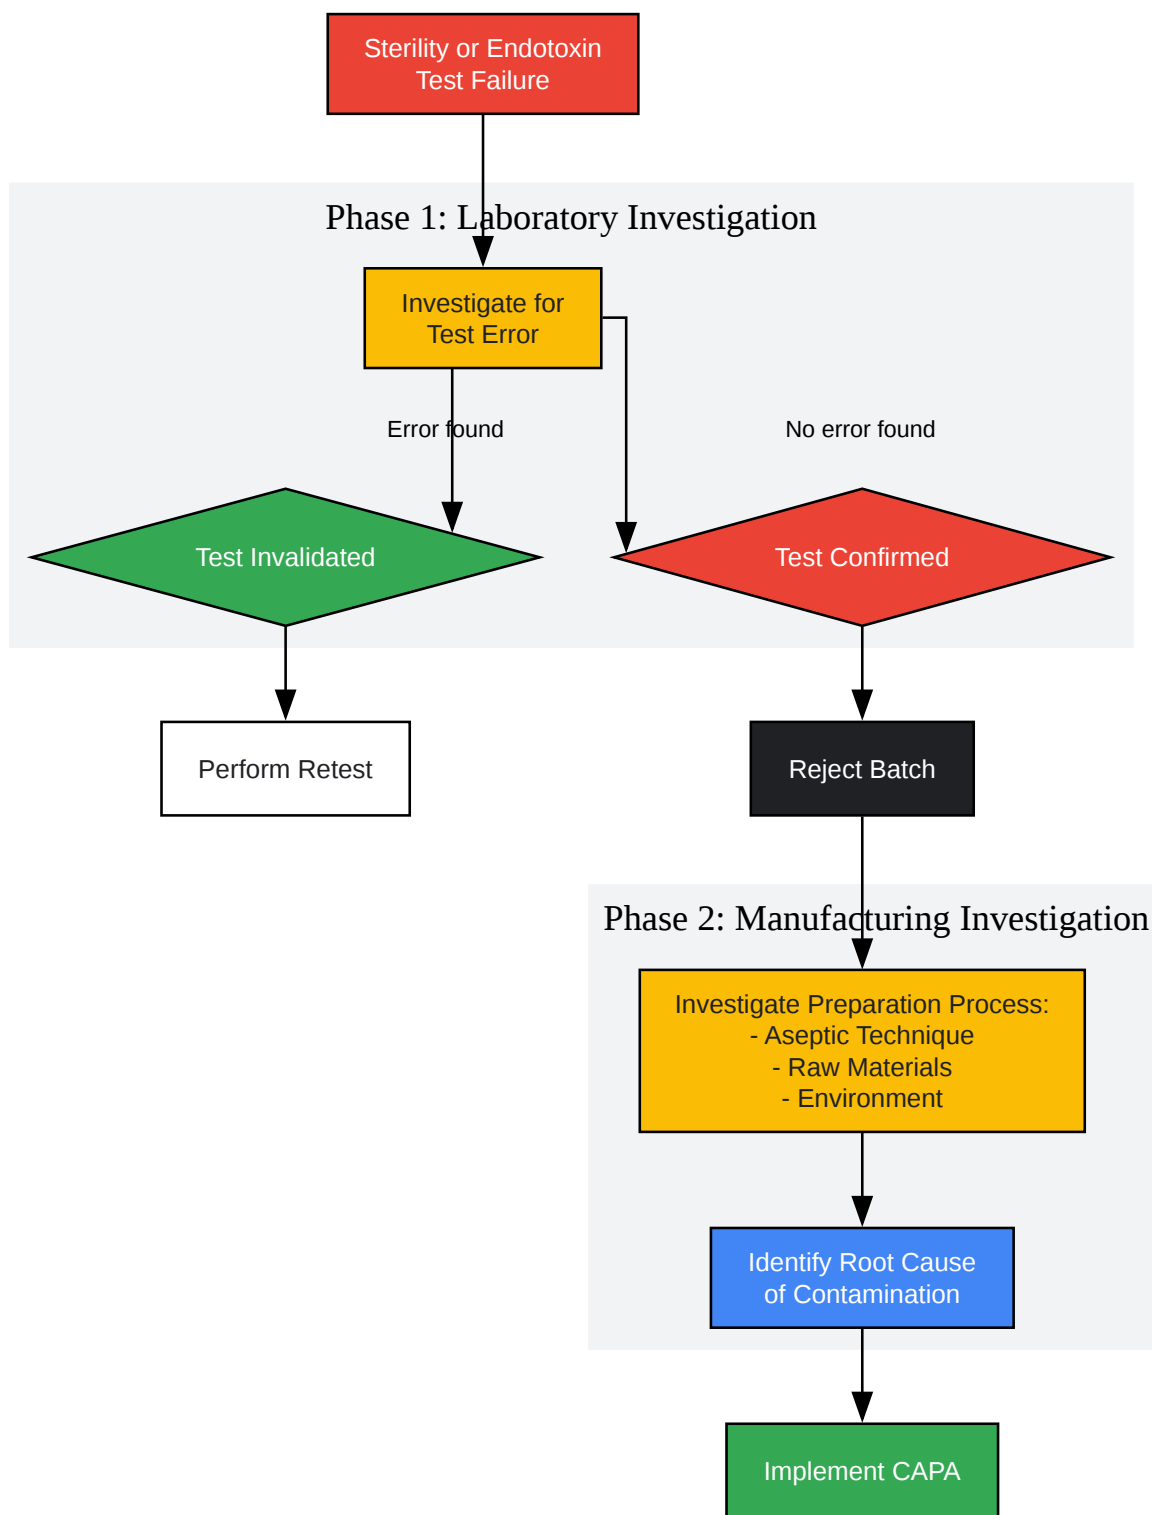 Sterility or Endotoxin
Test Failure
Phase 1: Laboratory Investigation
Investigate for
Test Error
Error found
No error found
Test Invalidated
Test Confirmed
Perform Retest
Reject Batch
Phase 2: Manufacturing Investigation
Investigate Preparation Process:
- Aseptic Technique
- Raw Materials
- Environment
Identify Root Cause
of Contamination
Implement CAPA